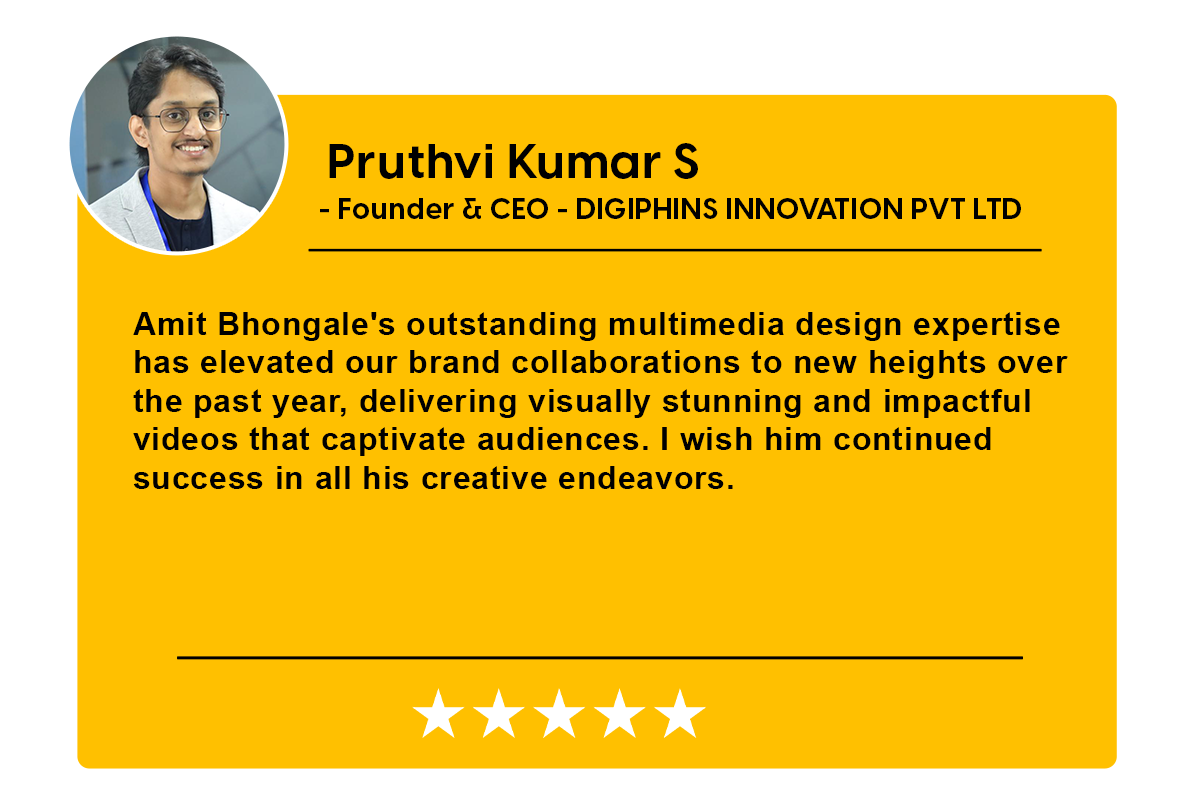 Pruthvi Kumar S
- Founder & CEO - DIGIPHINS INNOVATION PVT LTD
Amit Bhongale's outstanding multimedia design expertise
has elevated our brand collaborations to new heights over
the past year, delivering visually stunning and impactful
videos that captivate audiences. I wish him continued
success in all his creative endeavors.